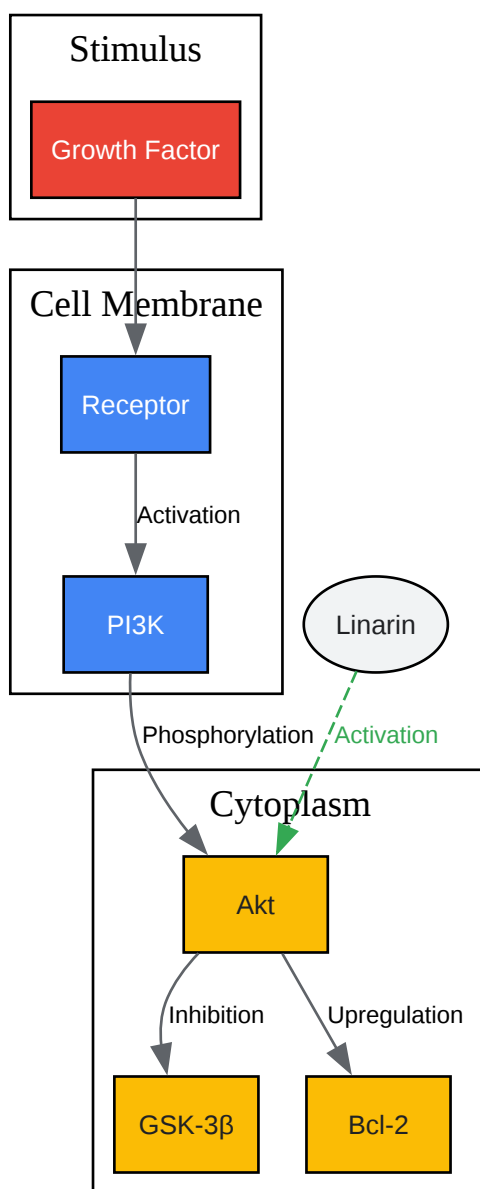 Stimulus
Growth Factor
Cell Membrane
Receptor
Activation
PI3K
Linarin
Phosphorylation
Activation
Cytoplasm
Akt
Inhibition
Upregulation
GSK-3β
Bcl-2